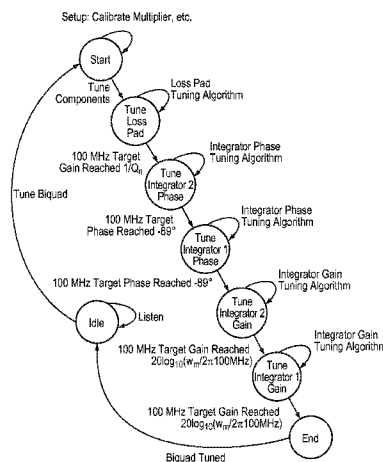 Setup: Calibrate Multiplier, etc.
Start
Tune
Components
Loss Pad
Tuning Algorithm
Tune
Loss
Pad
100 MHz Target
Gain Reached 1/Qn
Integrator Phase
Tuning Algorithm
Tune
Integrator 2
Phase
Tune Biquad
100 MHz Target
Phase Reached -89°
Integrator Phase
Tuning Algorithm
Tune
Integrator 1
Phase
100 MHz Target Phase Reached -89°
Integrator Gain
Tuning Algorithm
Tune
Integrator 2
Gain
Idle
Listen
100 MHz Target Gain Reached
20log10(wm/2π100MHz)
Integrator Gain
Tuning Algorithm
Tune
Integrator 1
Gain
100 MHz Target Gain Reached
20log10(wm/2π100MHz)
End
Biquad Tuned